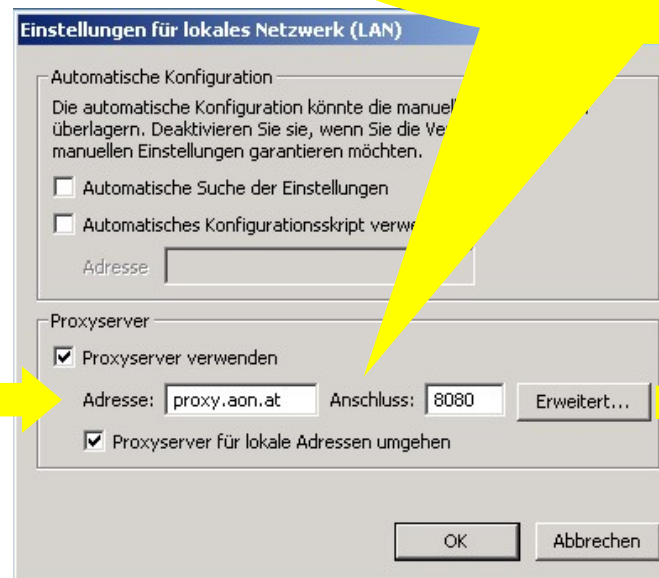 Einstellungen für lokales Netzwerk (LAN)
Automatische Konfiguration
Die automatische Konfiguration könnte die
überlagern. Deaktivieren Sie sie, wenn Sie die
manuellen Einstellungen garantieren möchten.
Automatische Suche der Einstellungen
Automatisches Konfigurationsskript
Adresse
Proxyserver
Proxyserver verwenden
Adresse: proxy.aon.at Anschluss: 8080 Erweitert...
Proxyserver für lokale Adressen umgehen
OK Abbrechen